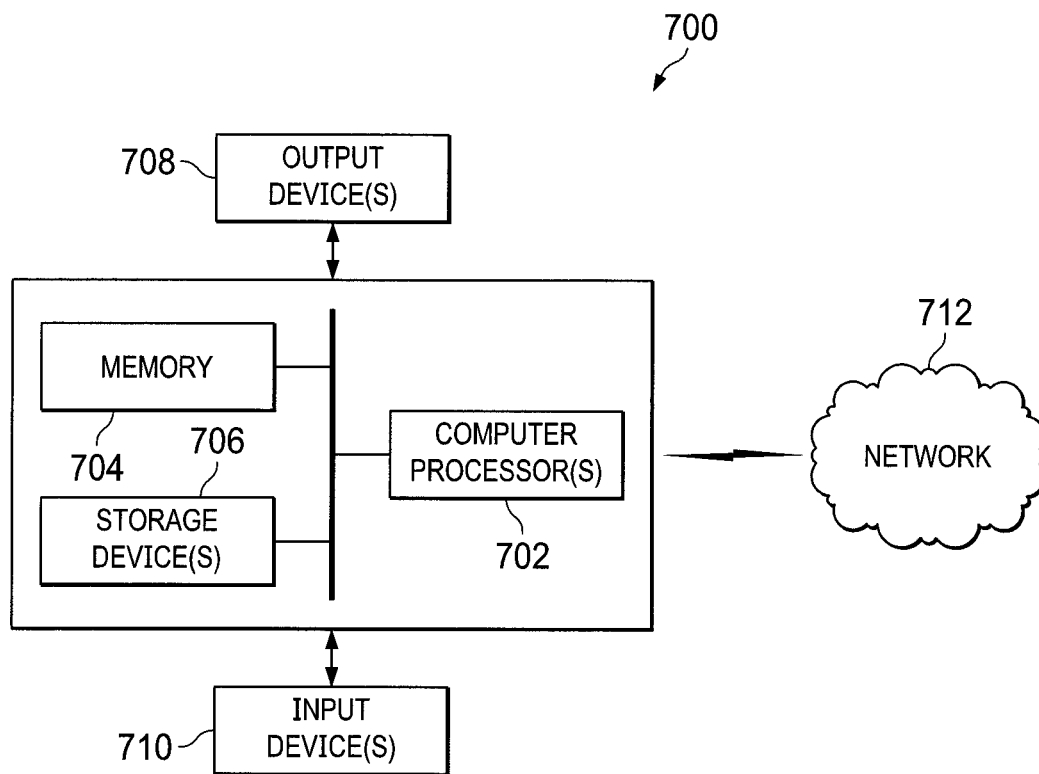 700
708
OUTPUT
DEVICE(S)
712
MEMORY
704
706
COMPUTER
PROCESSOR(S)
702
NETWORK
STORAGE
DEVICE(S)
INPUT
DEVICE(S)
710